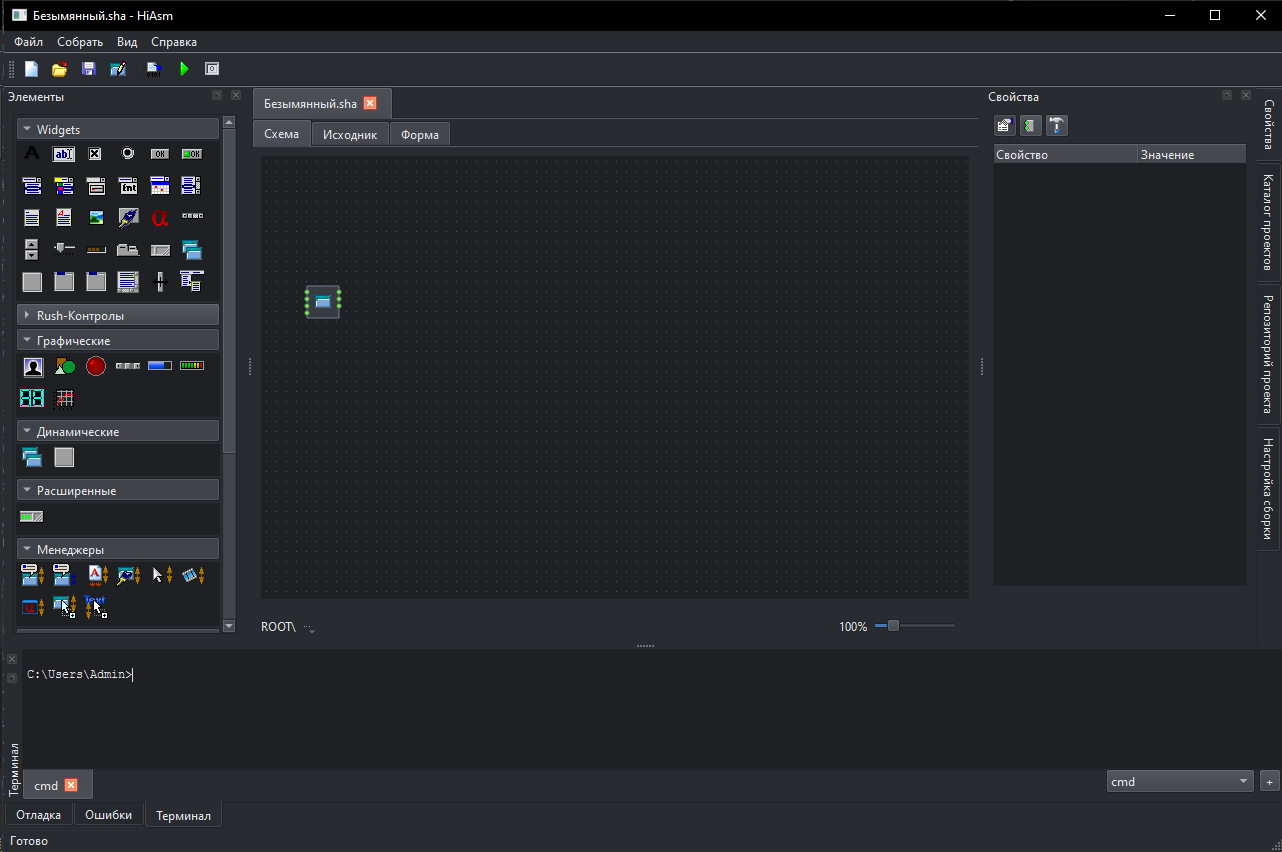 Безымянный.sha - HiAsm
Файл Собрать Вид Справка
Элементы
Widgets
Rush-Контролы
Графические
Динамические
Расширенные
Менеджеры
Безымянный.sha
Схема Исходник Форма
ROOT\ ...
100%
Свойства
Свойство Значение
Свойства
Каталог проектов
Репозиторий проекта
Настройка сборки
C:\Users\Admin>
Терминал
cmd
cmd
+
Отладка Ошибки Терминал
Готово